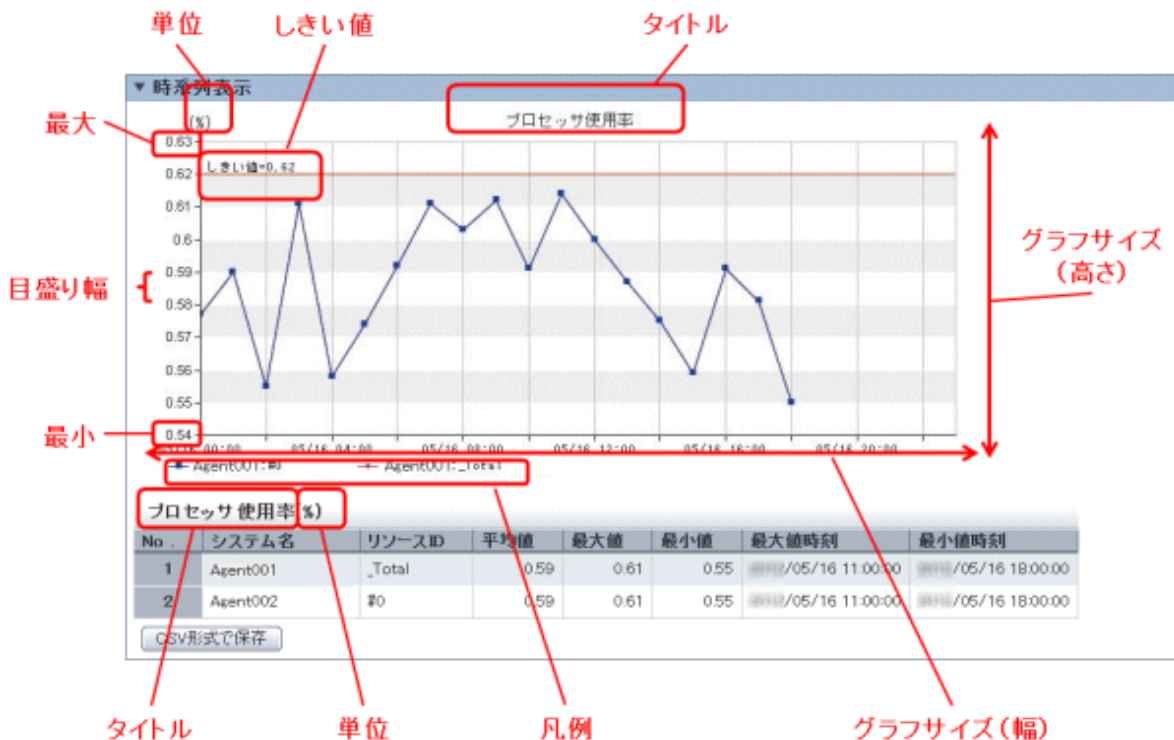 単位 しきい値 タイトル
▼時系列表示
(%) プロセッサ使用率
最大
0.63
しきい値=0.62
0.62
0.61
0.6
グラフサイズ
(高さ)
0.59
目盛り幅
0.58
0.57
0.56
0.55
最小
0.54
05/16 00:00 05/16 04:00 05/16 08:00 05/16 12:00 05/16 16:00 05/16 20:00
Agent001:#0 Agent001:_Total
プロセッサ使用率 %)
No. システム名 リソースID 平均値 最大値 最小値 最大値時刻 最小値時刻
1 Agent001 _Total 0.59 0.61 0.55 /05/16 11:00:00 /05/16 18:00:00
2 Agent002 #0 0.59 0.61 0.55 /05/16 11:00:00 /05/16 18:00:00
CSV形式で保存
タイトル 単位 凡例 グラフサイズ(幅)